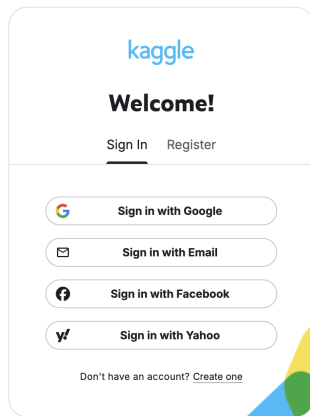 kaggle
Welcome!
Sign In Register
Sign in with Google
Sign in with Email
Sign in with Facebook
y! Sign in with Yahoo
Don't have an account? Create one